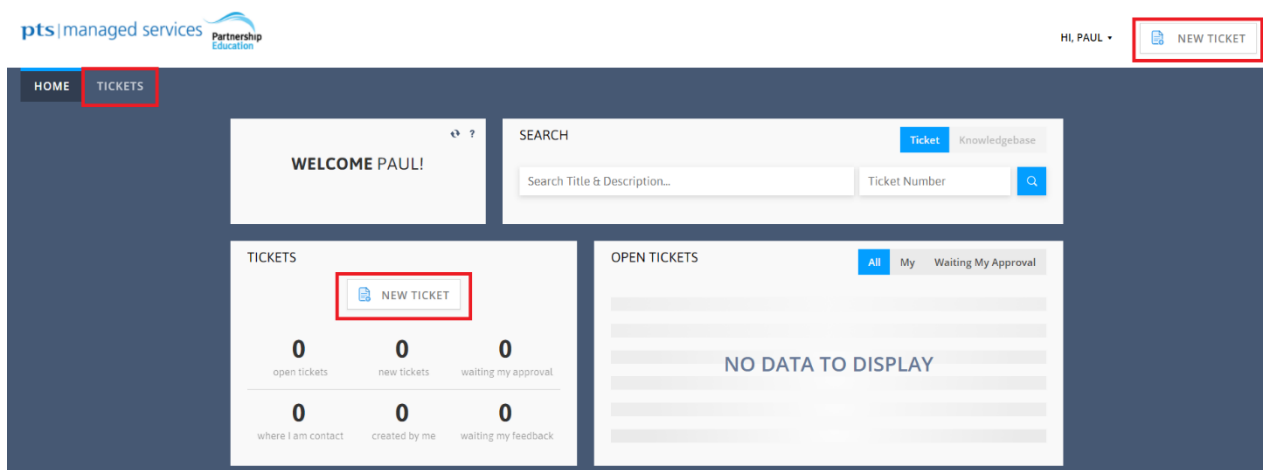 pts|managed services Partnership Education
HI, PAUL
NEW TICKET
HOME TICKETS
WELCOME PAUL!
?
SEARCH
Ticket Knowledgebase
Search Title & Description...
Ticket Number
TICKETS
NEW TICKET
0 0 0
open tickets new tickets waiting my approval
0 0 0
where I am contact created by me waiting my feedback
OPEN TICKETS
All My Waiting My Approval
NO DATA TO DISPLAY